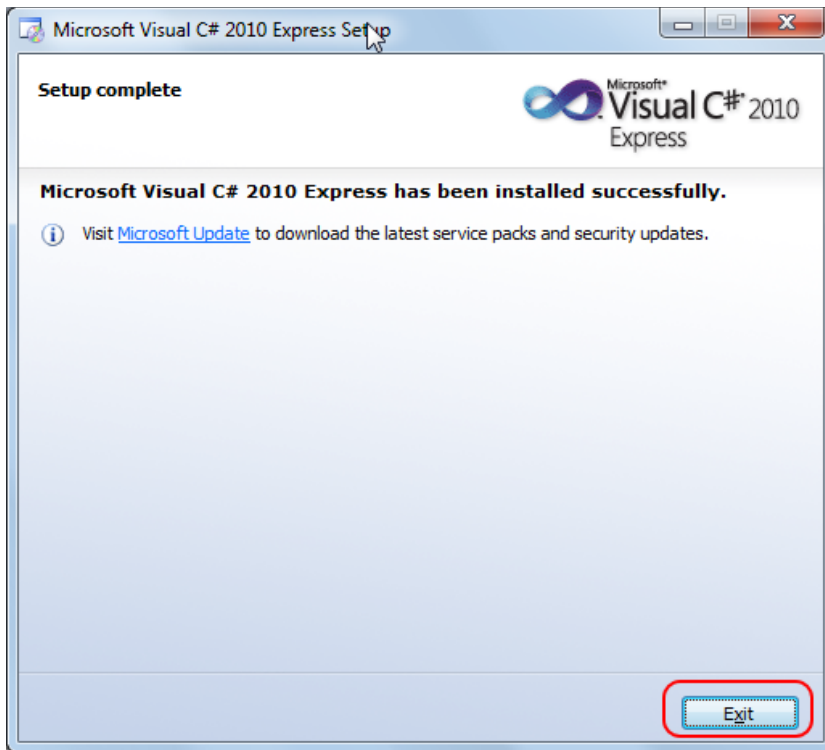 Microsoft Visual C# 2010 Express Setup
Setup complete
Microsoft®
Visual C#® 2010
Express
Microsoft Visual C# 2010 Express has been installed successfully.
Visit Microsoft Update to download the latest service packs and security updates.
Exit